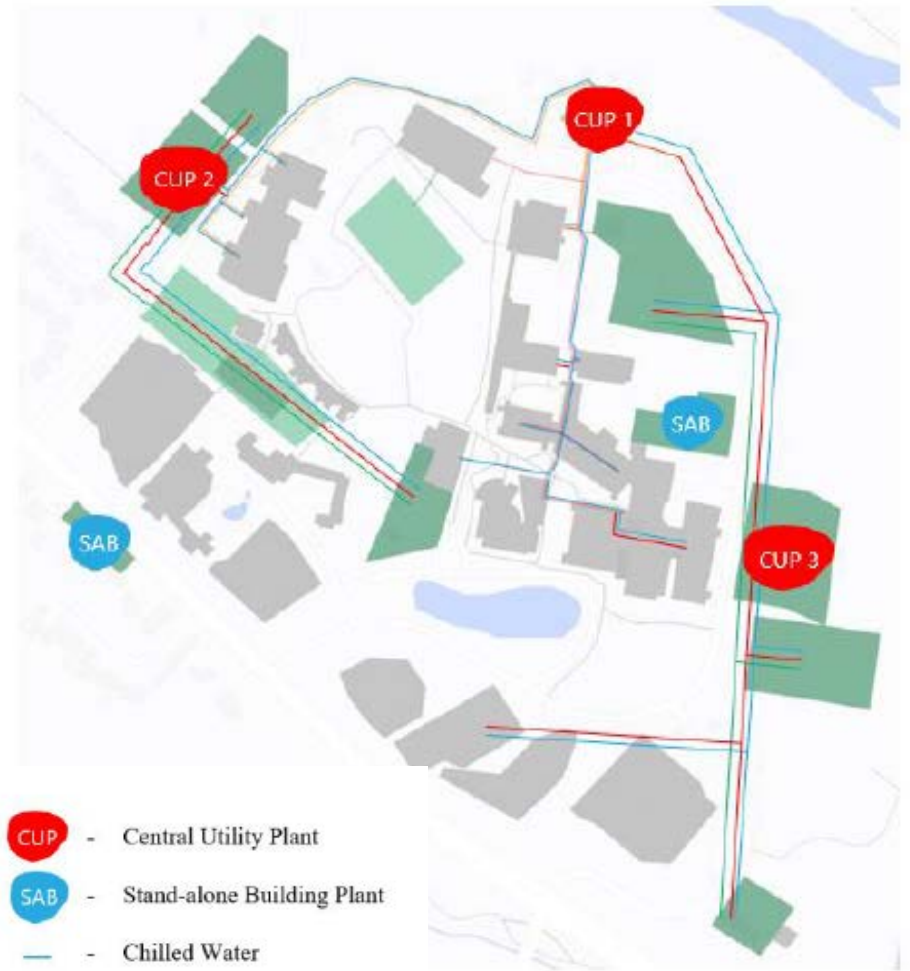 CUP 1
CUP 2
SAB
SAB
CUP 3
CUP - Central Utility Plant
SAB - Stand-alone Building Plant
- Chilled Water